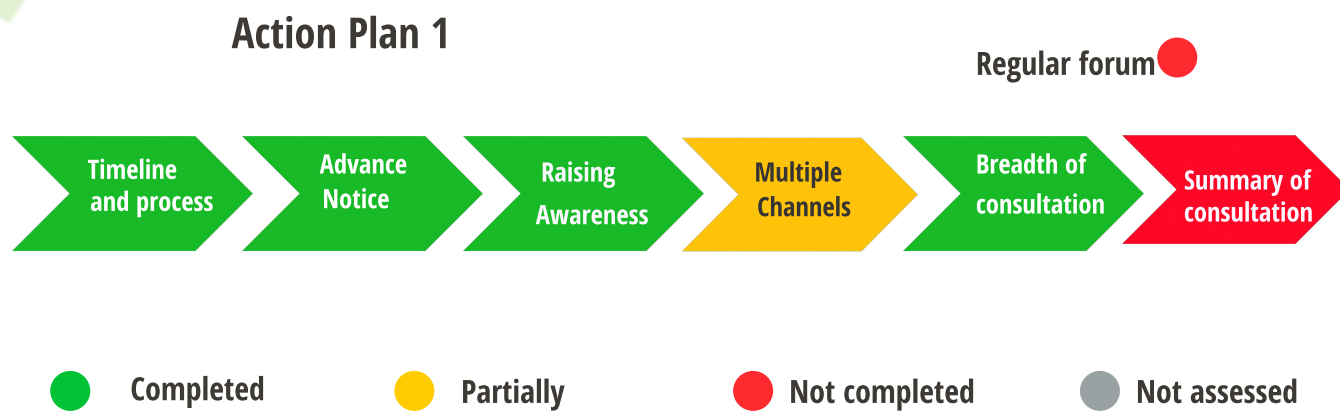 Action Plan 1
Regular forum
Timeline
and process
Advance
Notice
Raising
Awareness
Multiple
Channels
Breadth of
consultation
Summary of
consultation
Completed
Partially
Not completed
Not assessed